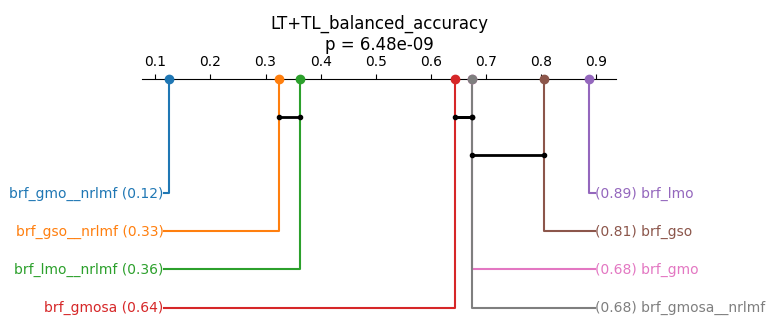 LT+TL_balanced_accuracy
p = 6.48e-09
0.1 0.2 0.3 0.4 0.5 0.6 0.7 0.8 0.9
brf_gmo__nrlmf (0.12) (0.89) brf_lmo
brf_gso__nrlmf (0.33) (0.81) brf_gso
brf_lmo__nrlmf (0.36) (0.68) brf_gmo
brf_gmosa (0.64) (0.68) brf_gmosa__nrlmf